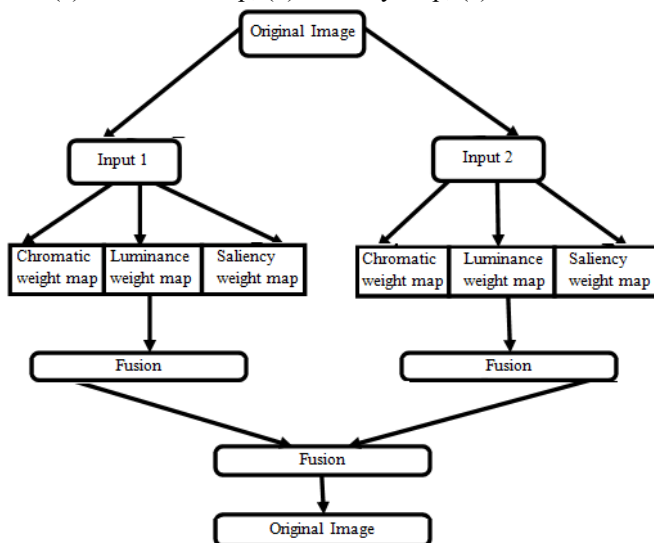 Original Image
Input 1
Input 2
Chromatic weight map
Luminance weight map
Saliency weight map
Chromatic weight map
Luminance weight map
Saliency weight map
Fusion
Fusion
Fusion
Original Image